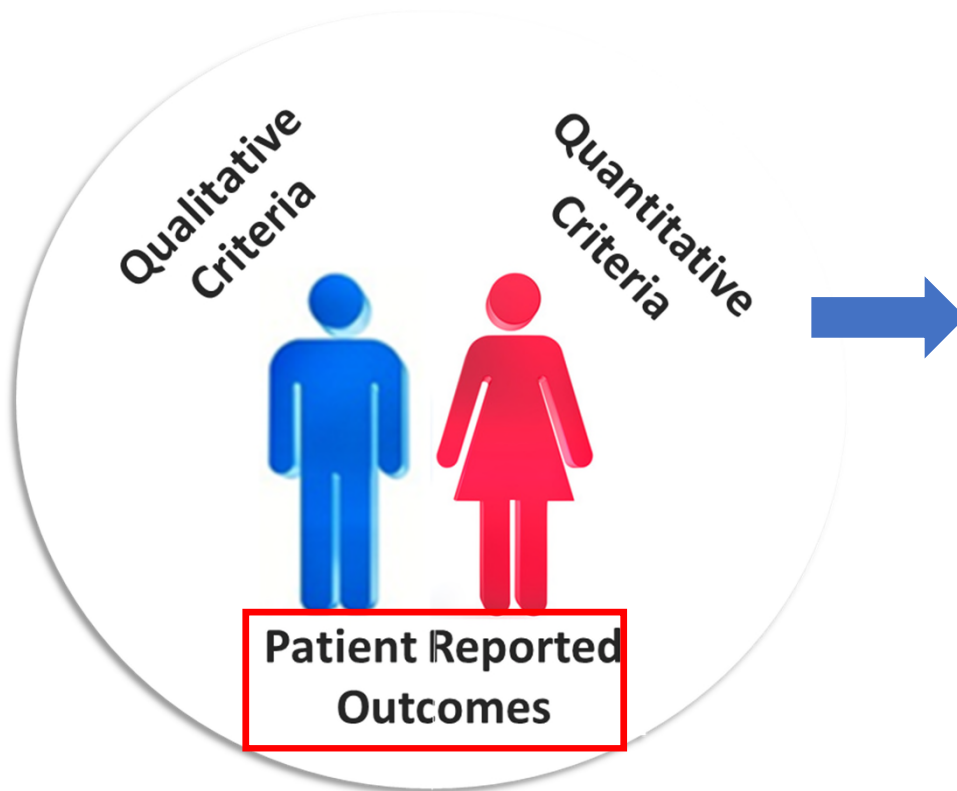 Qualitative
Criteria
Quantitative
Criteria
Patient Reported
Outcomes